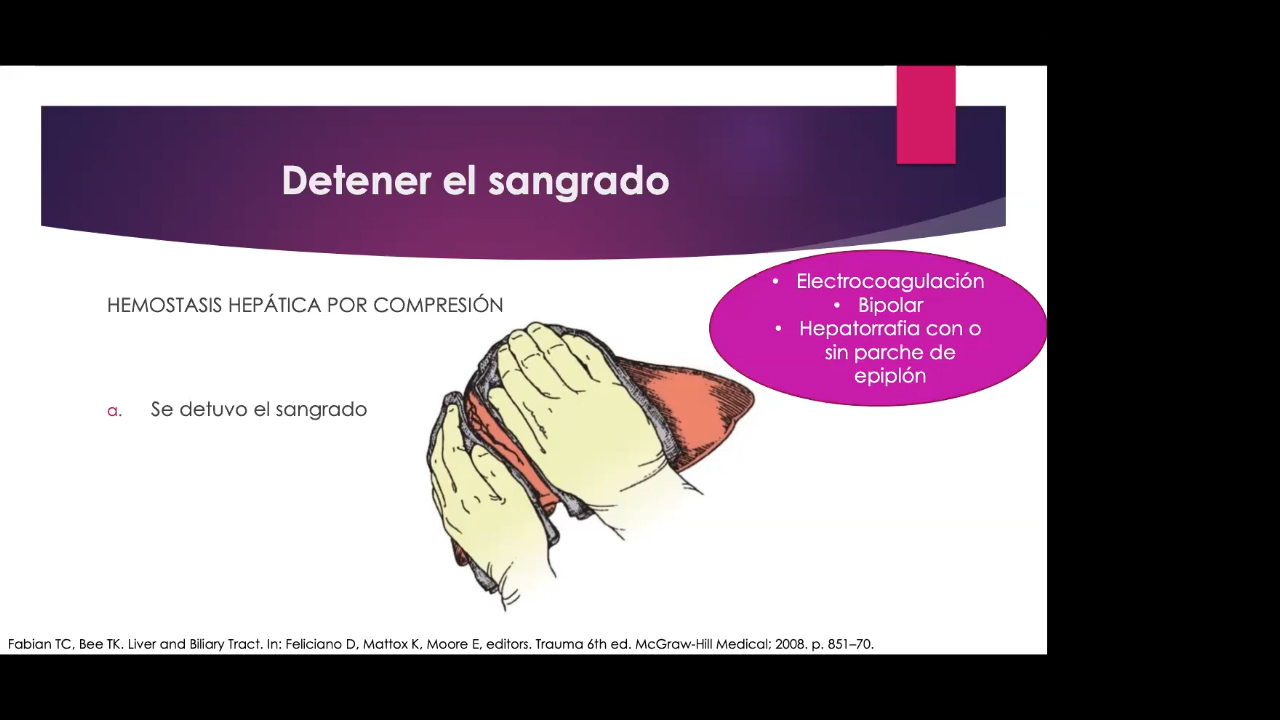 Detener el sangrado
HEMOSTASIS HEPÁTICA POR COMPRESIÓN
a. Se detuvo el sangrado
• Electrocoagulación
• Bipolar
• Hepatorrafia con o
sin parche de
epiplón
Fabian TC, Bee TK. Liver and Biliary Tract. In: Feliciano D, Mattox K, Moore E, editors. Trauma 6th ed. McGraw-Hill Medical; 2008. p. 851–70.